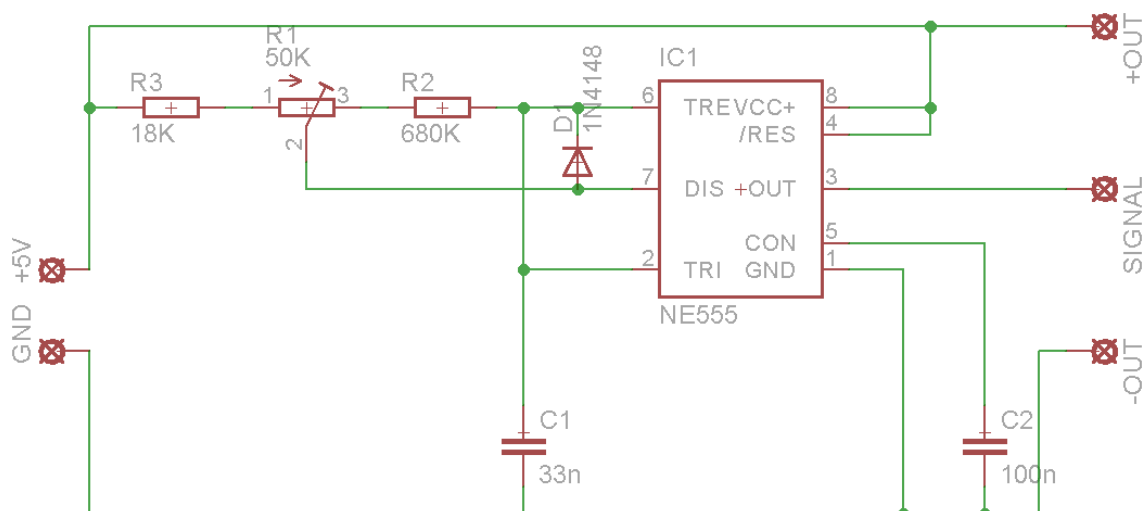 +OUT
R1
50K
1N4148
IC1
R3
1
3
R2
6
TREVCC+
8
18K
680K
D1
/RES
4
2
7
DIS +OUT
3
SIGNAL
+5V
CON
5
2
TRI GND
1
GND
NE555
-OUT
C1
C2
33n
100n